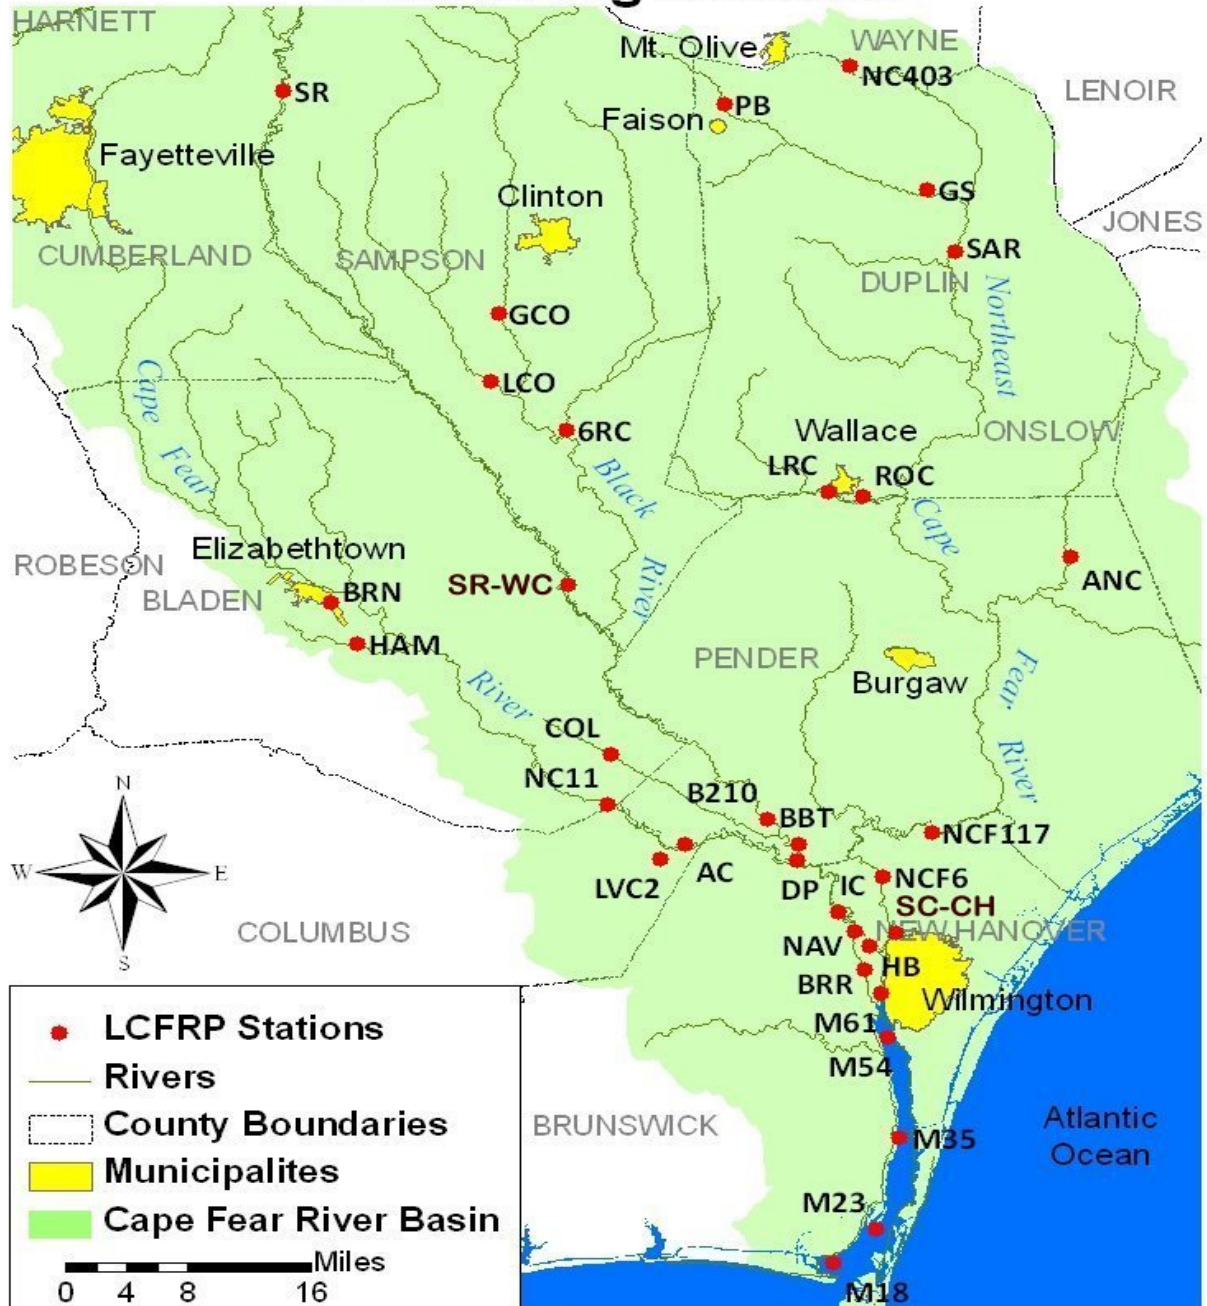 HARNETT
WAYNE
Mt. Olive
NC403
LENOIR
SR
PB
Faison
Fayetteville
Clinton
GS
JONES
CUMBERLAND
SAMPSON
SAR
DUPLIN
Northeast
GCO
Cape
LCO
6RC
Wallace
ONSLOW
Fear
Black
LRC
ROC
Cape
Elizabethtown
ROBESON
SR-WC
River
ANC
BLADEN
BRN
HAM
PENDER
Burgaw
Fear
River
COL
River
NC11
B210
BBT
NCF117
N
W
E
S
LVC2
AC
DP
IC
NCF6
SC-CH
COLUMBUS
NEW HANOVER
NAV
HB
BRR
Wilmington
M61
M54
BRUNSWICK
M35
Atlantic
Ocean
M23
M18
LCFRP Stations
Rivers
County Boundaries
Municipalites
Cape Fear River Basin
Miles
0 4 8 16